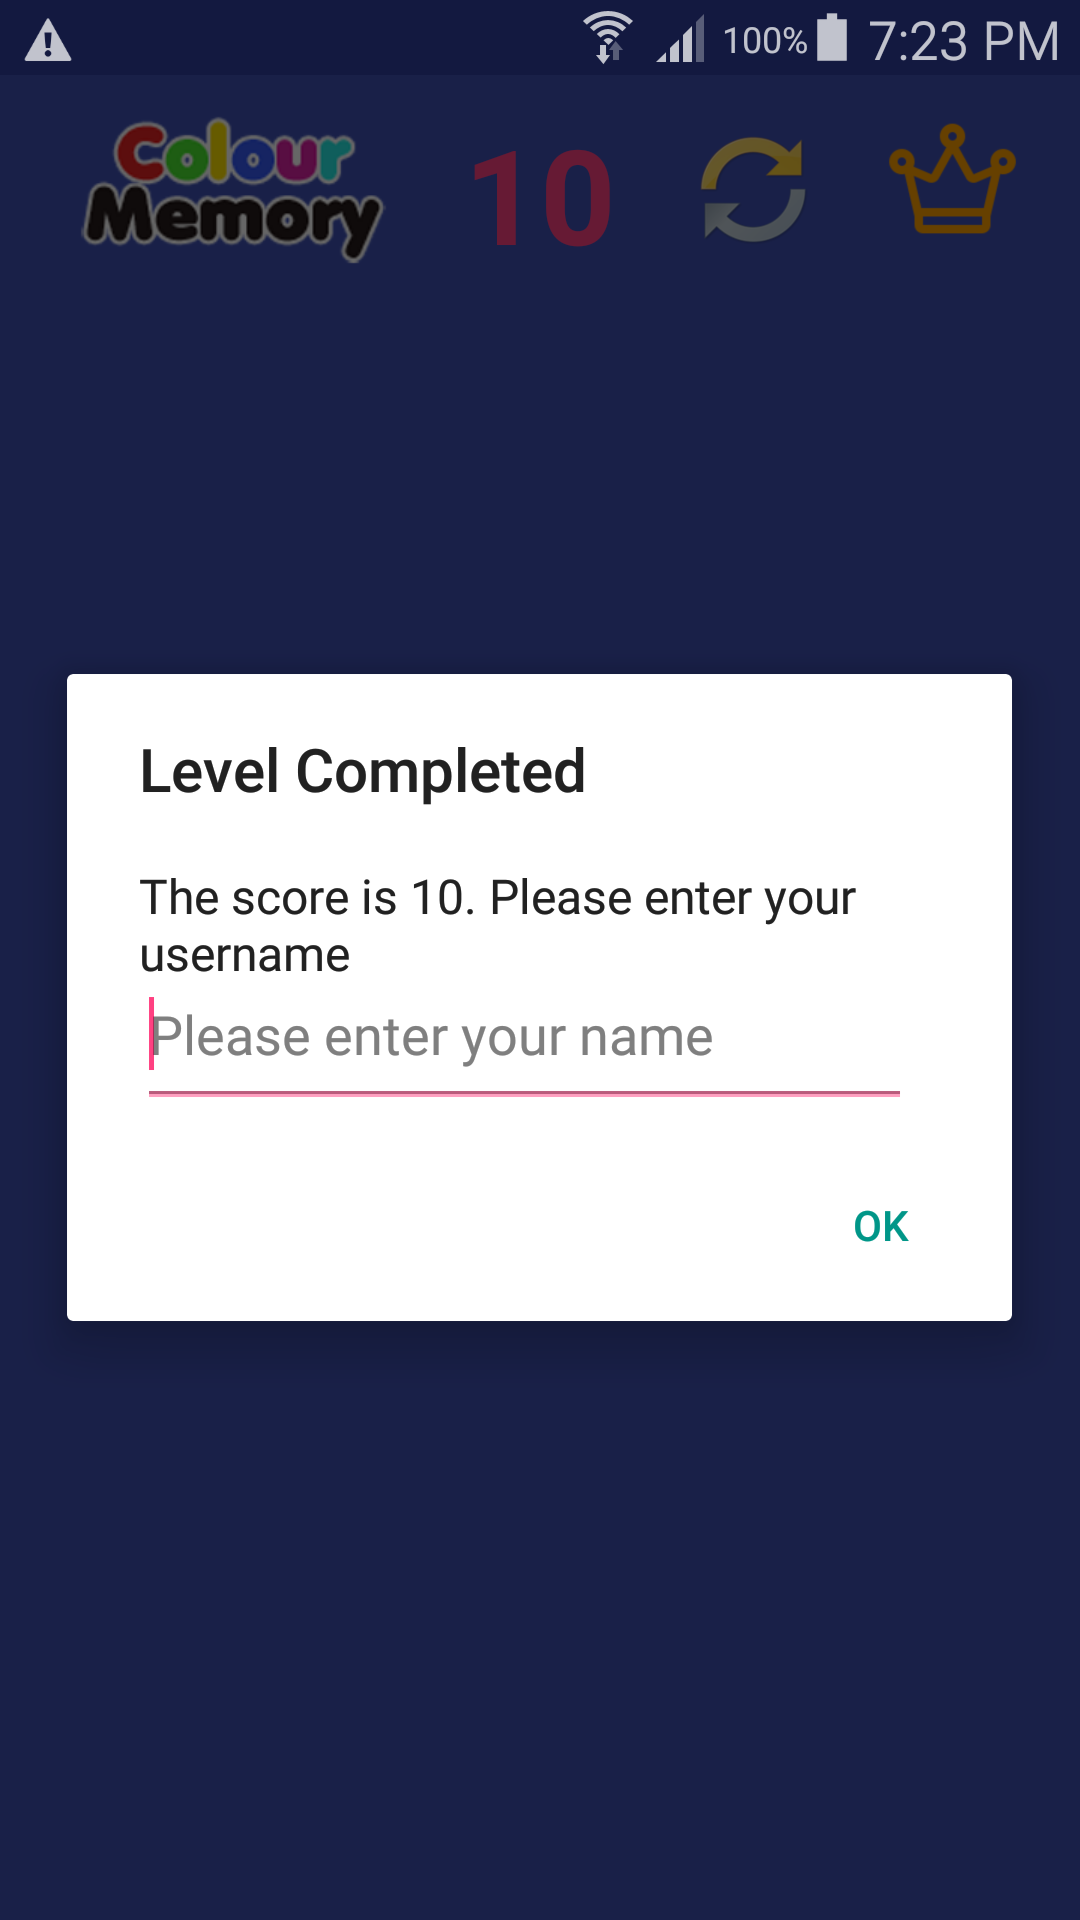 100% 7:23 PM
Colour
Memory
10
Level Completed
The score is 10. Please enter your
username
Please enter your name
OK